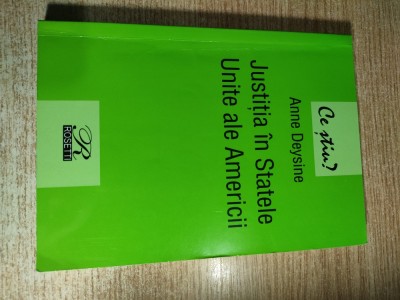 Ce știu?
Anne Deysine
Justiția în Statele
Unite ale Americii
R
ROSETTI